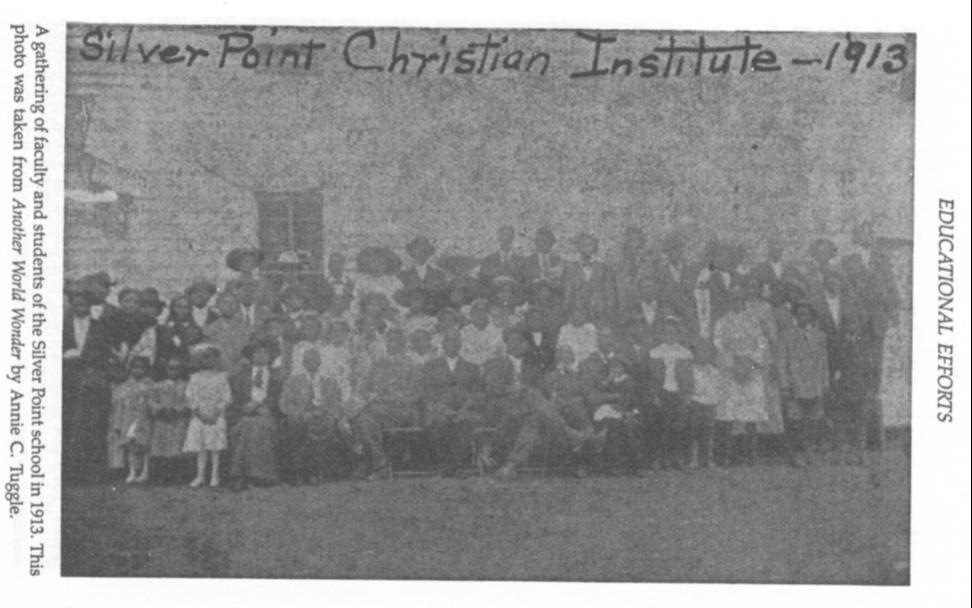 EDUCATIONAL EFFORTS
Silver Point Christian Institute – 1913
A gathering of faculty and students of the Silver Point school in 1913. This
photo was taken from Another World Wonder by Annie C. Tuggle.